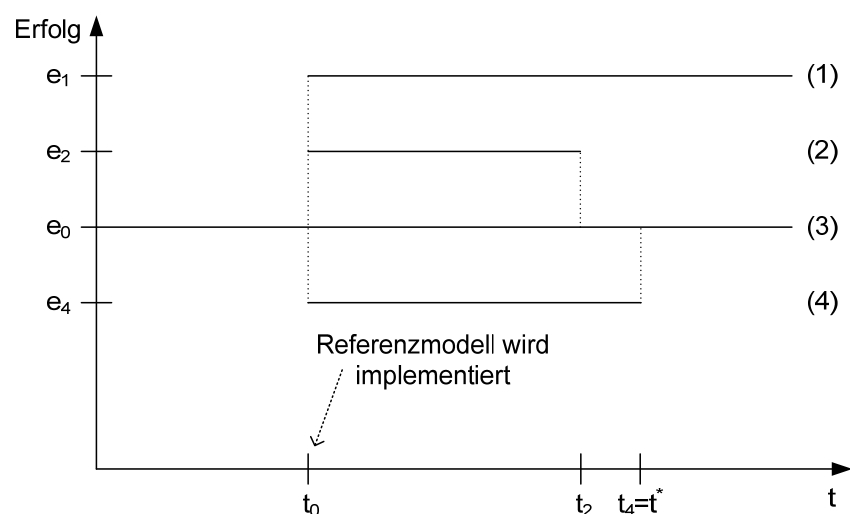 Erfolg
e₁ (1)
e₂ (2)
e₀ (3)
e₄ (4)
Referenzmodell wird
implementiert
t₀ t₂ t₄=t* t